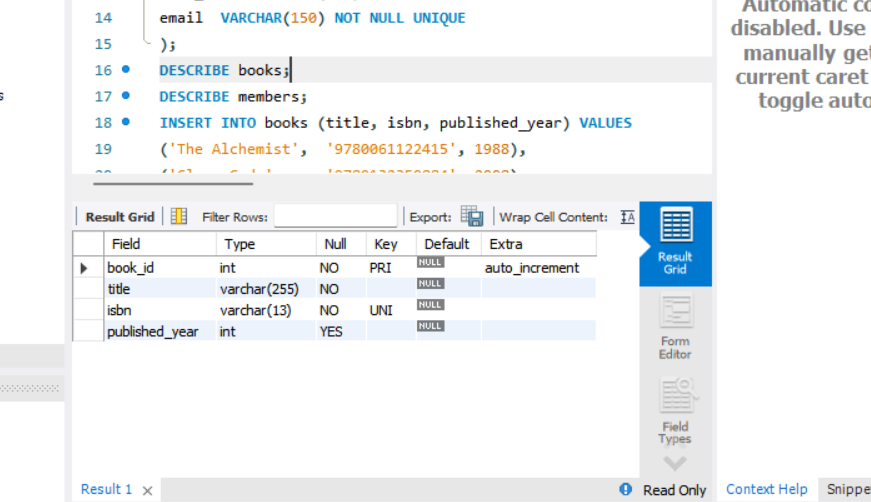 14 email VARCHAR(150) NOT NULL UNIQUE
15 );
16 DESCRIBE books;
17 DESCRIBE members;
18 INSERT INTO books (title, isbn, published_year) VALUES
19 ('The Alchemist', '9780061122415', 1988),
s
Automatic co
disabled. Use
manually get
current caret
toggle auto
Result Grid Filter Rows: Export: Wrap Cell Content: IA
Field Type Null Key Default Extra
book_id int NO PRI NULL auto_increment
title varchar(255) NO NULL
isbn varchar(13) NO UNI NULL
published_year int YES NULL
Result
Grid
Form
Editor
Field
Types
Result 1 ×
Read Only
Context Help Snippe